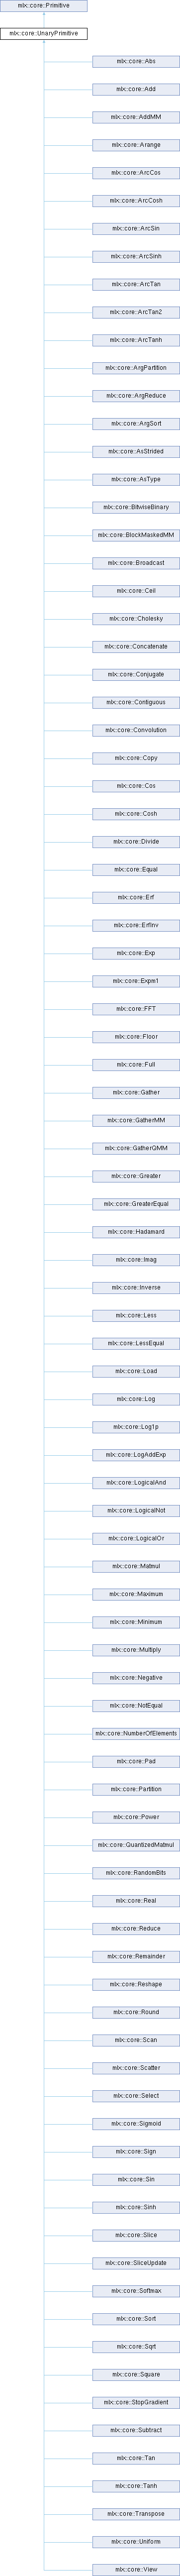 mlx::core::Primitive
mlx::core::UnaryPrimitive
mlx::core::Abs
mlx::core::Add
mlx::core::AddMM
mlx::core::Arange
mlx::core::ArcCos
mlx::core::ArcCosh
mlx::core::ArcSin
mlx::core::ArcSinh
mlx::core::ArcTan
mlx::core::ArcTan2
mlx::core::ArcTanh
mlx::core::ArgPartition
mlx::core::ArgReduce
mlx::core::ArgSort
mlx::core::AsStrided
mlx::core::AsType
mlx::core::BitwiseBinary
mlx::core::BlockMaskedMM
mlx::core::Broadcast
mlx::core::Ceil
mlx::core::Cholesky
mlx::core::Concatenate
mlx::core::Conjugate
mlx::core::Contiguous
mlx::core::Convolution
mlx::core::Copy
mlx::core::Cos
mlx::core::Cosh
mlx::core::Divide
mlx::core::Equal
mlx::core::Erf
mlx::core::ErfInv
mlx::core::Exp
mlx::core::Expm1
mlx::core::FFT
mlx::core::Floor
mlx::core::Full
mlx::core::Gather
mlx::core::GatherMM
mlx::core::GatherQMM
mlx::core::Greater
mlx::core::GreaterEqual
mlx::core::Hadamard
mlx::core::Imag
mlx::core::Inverse
mlx::core::Less
mlx::core::LessEqual
mlx::core::Load
mlx::core::Log
mlx::core::Log1p
mlx::core::LogAddExp
mlx::core::LogicalAnd
mlx::core::LogicalNot
mlx::core::LogicalOr
mlx::core::Matmul
mlx::core::Maximum
mlx::core::Minimum
mlx::core::Multiply
mlx::core::Negative
mlx::core::NotEqual
mlx::core::NumberOfElements
mlx::core::Pad
mlx::core::Partition
mlx::core::Power
mlx::core::QuantizedMatmul
mlx::core::RandomBits
mlx::core::Real
mlx::core::Reduce
mlx::core::Remainder
mlx::core::Reshape
mlx::core::Round
mlx::core::Scan
mlx::core::Scatter
mlx::core::Select
mlx::core::Sigmoid
mlx::core::Sign
mlx::core::Sin
mlx::core::Sinh
mlx::core::Slice
mlx::core::SliceUpdate
mlx::core::Softmax
mlx::core::Sort
mlx::core::Sqrt
mlx::core::Square
mlx::core::StopGradient
mlx::core::Subtract
mlx::core::Tan
mlx::core::Tanh
mlx::core::Transpose
mlx::core::Uniform
mlx::core::View